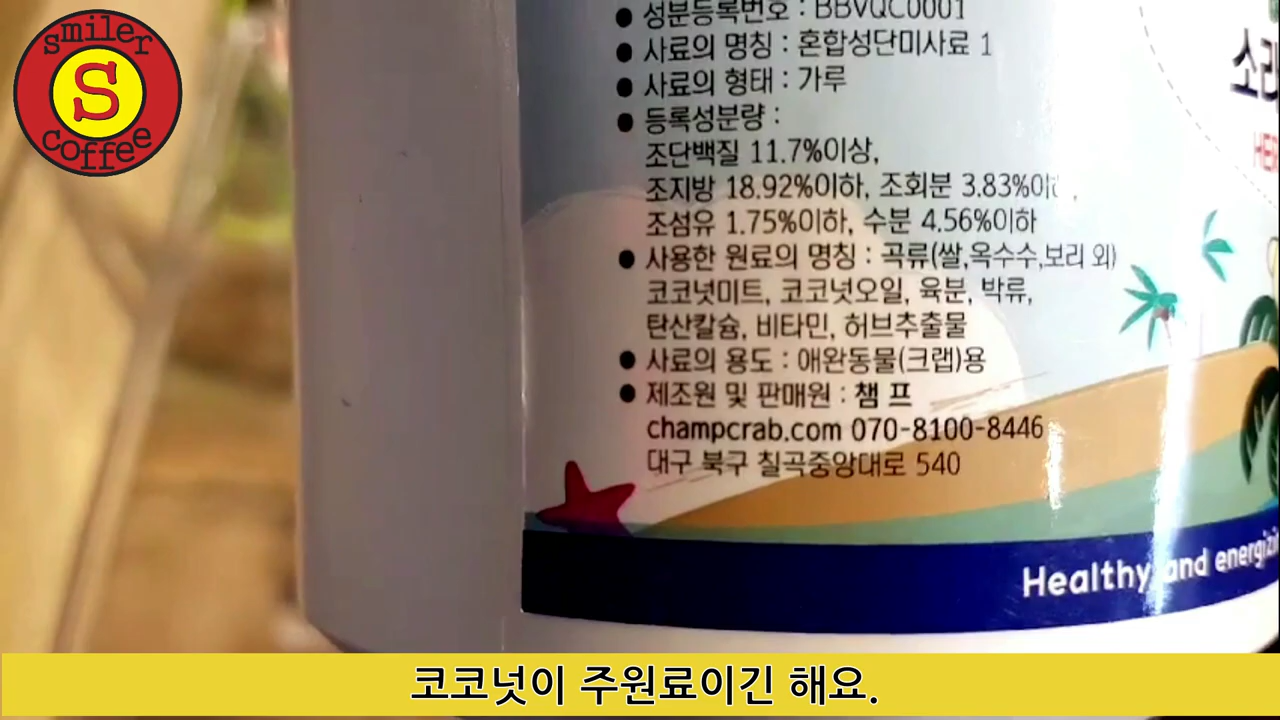 smiler
S
coffee
● 성분등록번호 : BBVQC0001
● 사료의 명칭 : 혼합성단미사료 1
● 사료의 형태 : 가루
● 등록성분량 :
조단백질 11.7%이상,
조지방 18.92%이하, 조회분 3.83%이
조섬유 1.75%이하, 수분 4.56%이하
● 사용한 원료의 명칭 : 곡류(쌀,옥수수,보리 외)
코코넛미트, 코코넛오일, 육분, 박류,
탄산칼슘, 비타민, 허브추출물
● 사료의 용도 : 애완동물(크랩)용
● 제조원 및 판매원 : 챔 프
champcrab.com 070-8100-8446
대구 북구 칠곡중앙대로 540
소라
HE
Healthy and energizi
코코넛이 주원료이긴 해요.